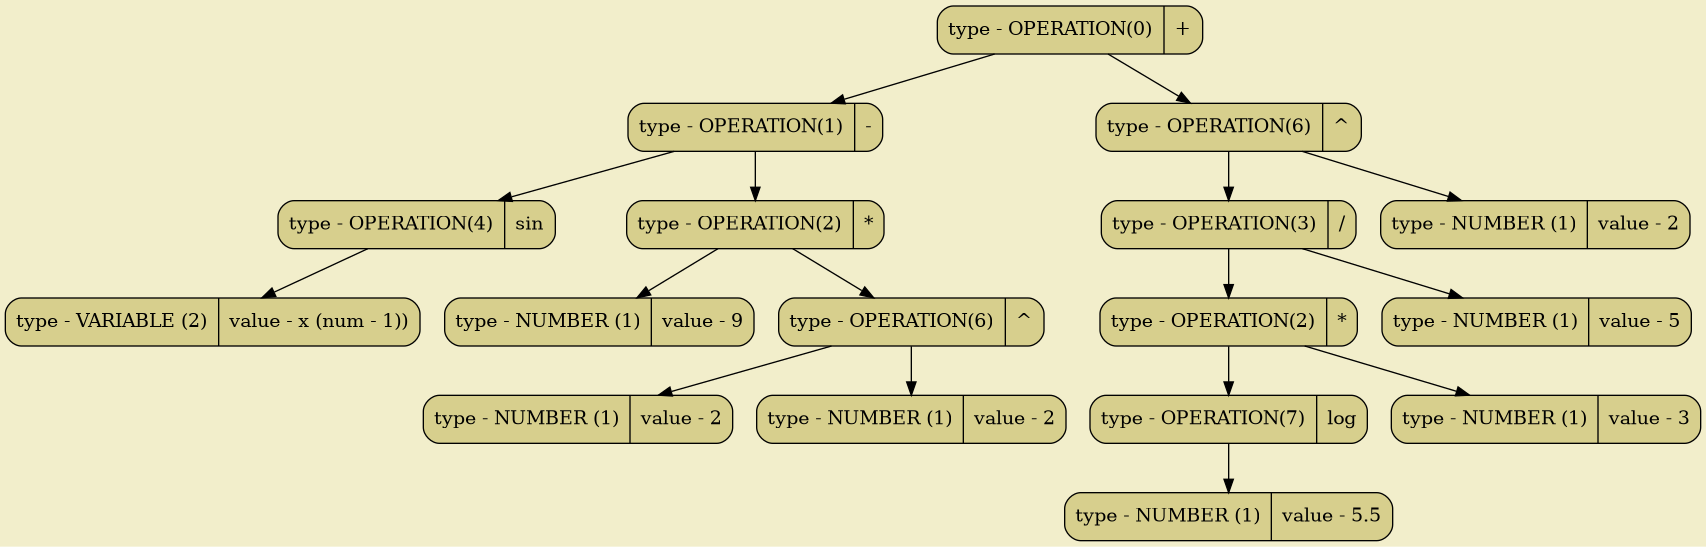 type - OPERATION(0) +
type - OPERATION(1) -
type - OPERATION(6) ^
type - OPERATION(4) sin
type - OPERATION(2) *
type - OPERATION(3) /
type - NUMBER (1) value - 2
type - VARIABLE (2) value - x (num - 1))
type - NUMBER (1) value - 9
type - OPERATION(6) ^
type - OPERATION(2) *
type - NUMBER (1) value - 5
type - NUMBER (1) value - 2
type - NUMBER (1) value - 2
type - OPERATION(7) log
type - NUMBER (1) value - 3
type - NUMBER (1) value - 5.5